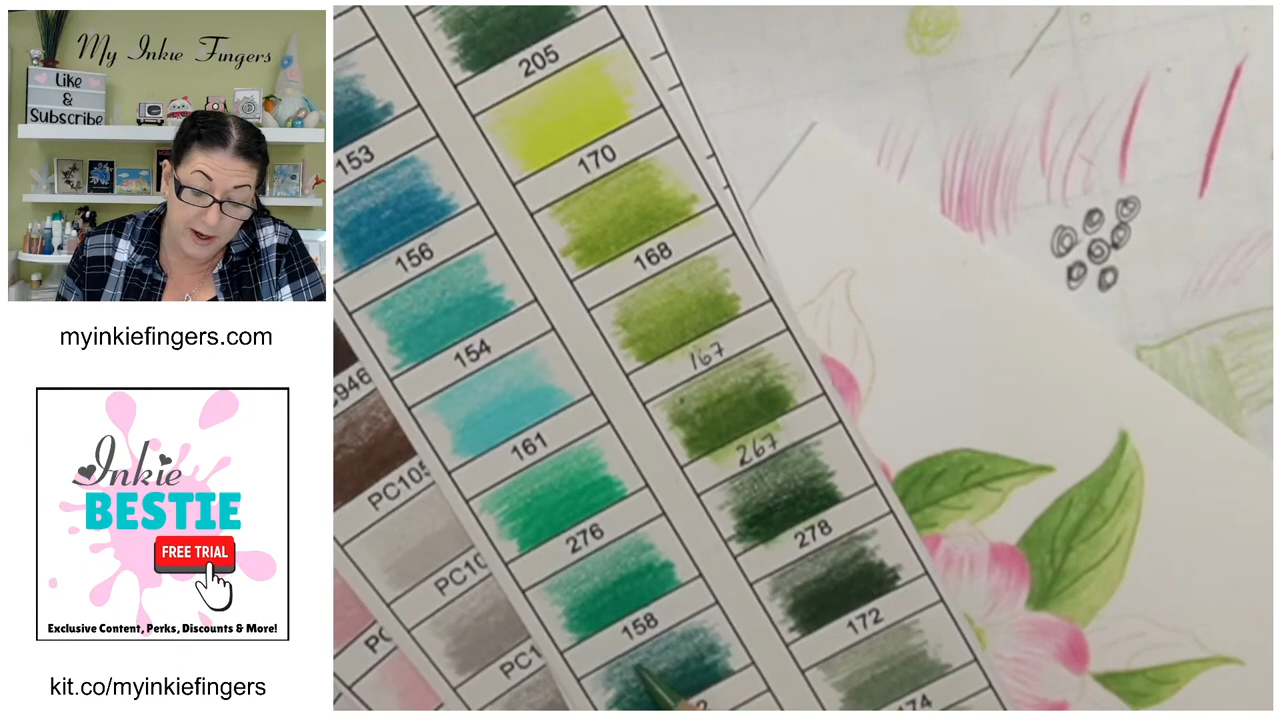 My Inkie Fingers
Like
&
Subscribe
myinkiefingers.com
Inkie
BESTIE
FREE TRIAL
Exclusive Content, Perks, Discounts & More!
kit.co/myinkiefingers
153
156
154
161
276
158
205
170
168
167
267
278
172
174